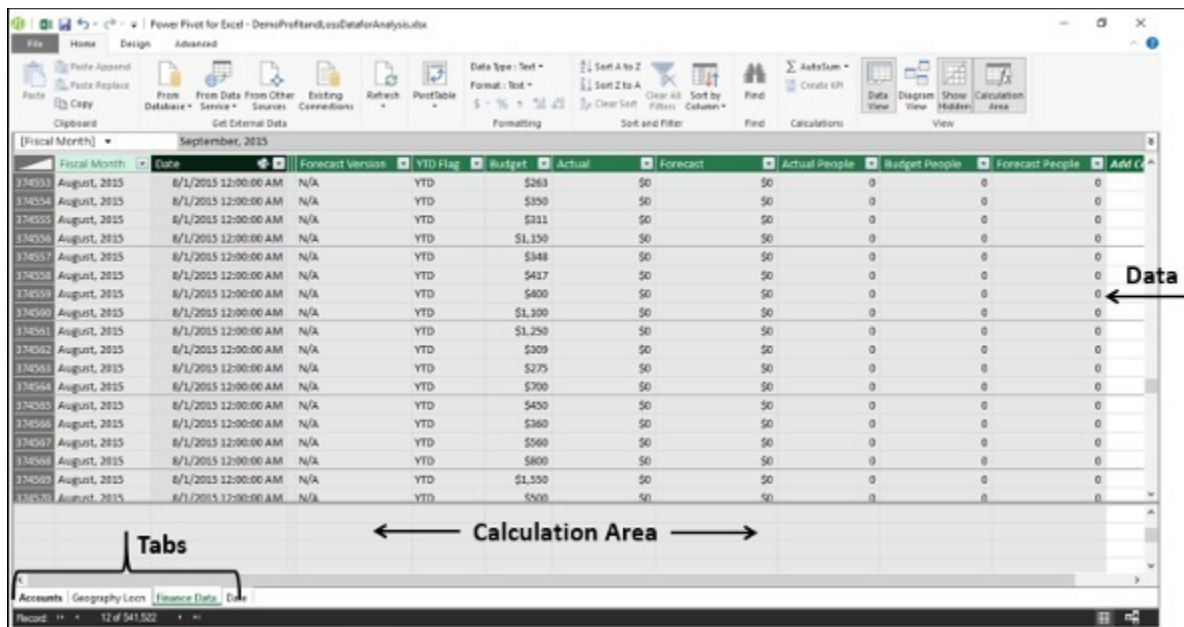 Power Pivot for Excel - DemoProfitandLossDataforAnalysis.xlsx
File Home Design Advanced
Paste
Paste Append
Paste Replace
Copy
Clipboard
From Database
From Data Service
From Other Sources
Existing Connections
Get External Data
Refresh
PivotTable
Data Type : Text
Format : Text
$ - % ,
Formatting
Sort A to Z
Sort Z to A
Clear Sort
Clear All Filters
Sort by Column
Sort and Filter
Find
Find
AutoSum
Create KPI
Calculations
Data View
Diagram View
Show Hidden
Calculation Area
View
[Fiscal Month] September, 2015
Fiscal Month Date Forecast Version YTD Flag Budget Actual Forecast Actual People Budget People Forecast People Add Co
374553 August, 2015 8/1/2015 12:00:00 AM N/A YTD $263 $0 $0 0 0 0
374554 August, 2015 8/1/2015 12:00:00 AM N/A YTD $350 $0 $0 0 0 0
374555 August, 2015 8/1/2015 12:00:00 AM N/A YTD $311 $0 $0 0 0 0
374556 August, 2015 8/1/2015 12:00:00 AM N/A YTD $1,150 $0 $0 0 0 0
374557 August, 2015 8/1/2015 12:00:00 AM N/A YTD $348 $0 $0 0 0 0
374558 August, 2015 8/1/2015 12:00:00 AM N/A YTD $417 $0 $0 0 0 0
374559 August, 2015 8/1/2015 12:00:00 AM N/A YTD $400 $0 $0 0 0 0
Data
374560 August, 2015 8/1/2015 12:00:00 AM N/A YTD $1,100 $0 $0 0 0 0
374561 August, 2015 8/1/2015 12:00:00 AM N/A YTD $1,250 $0 $0 0 0 0
374562 August, 2015 8/1/2015 12:00:00 AM N/A YTD $309 $0 $0 0 0 0
374563 August, 2015 8/1/2015 12:00:00 AM N/A YTD $275 $0 $0 0 0 0
374564 August, 2015 8/1/2015 12:00:00 AM N/A YTD $700 $0 $0 0 0 0
374565 August, 2015 8/1/2015 12:00:00 AM N/A YTD $450 $0 $0 0 0 0
374566 August, 2015 8/1/2015 12:00:00 AM N/A YTD $360 $0 $0 0 0 0
374567 August, 2015 8/1/2015 12:00:00 AM N/A YTD $560 $0 $0 0 0 0
374568 August, 2015 8/1/2015 12:00:00 AM N/A YTD $800 $0 $0 0 0 0
374569 August, 2015 8/1/2015 12:00:00 AM N/A YTD $1,550 $0 $0 0 0 0
374570 August, 2015 8/1/2015 12:00:00 AM N/A YTD $500 $0 $0 0 0 0
Calculation Area
Tabs
Accounts Geography Locn Finance Data Date
Record: 12 of 541,522